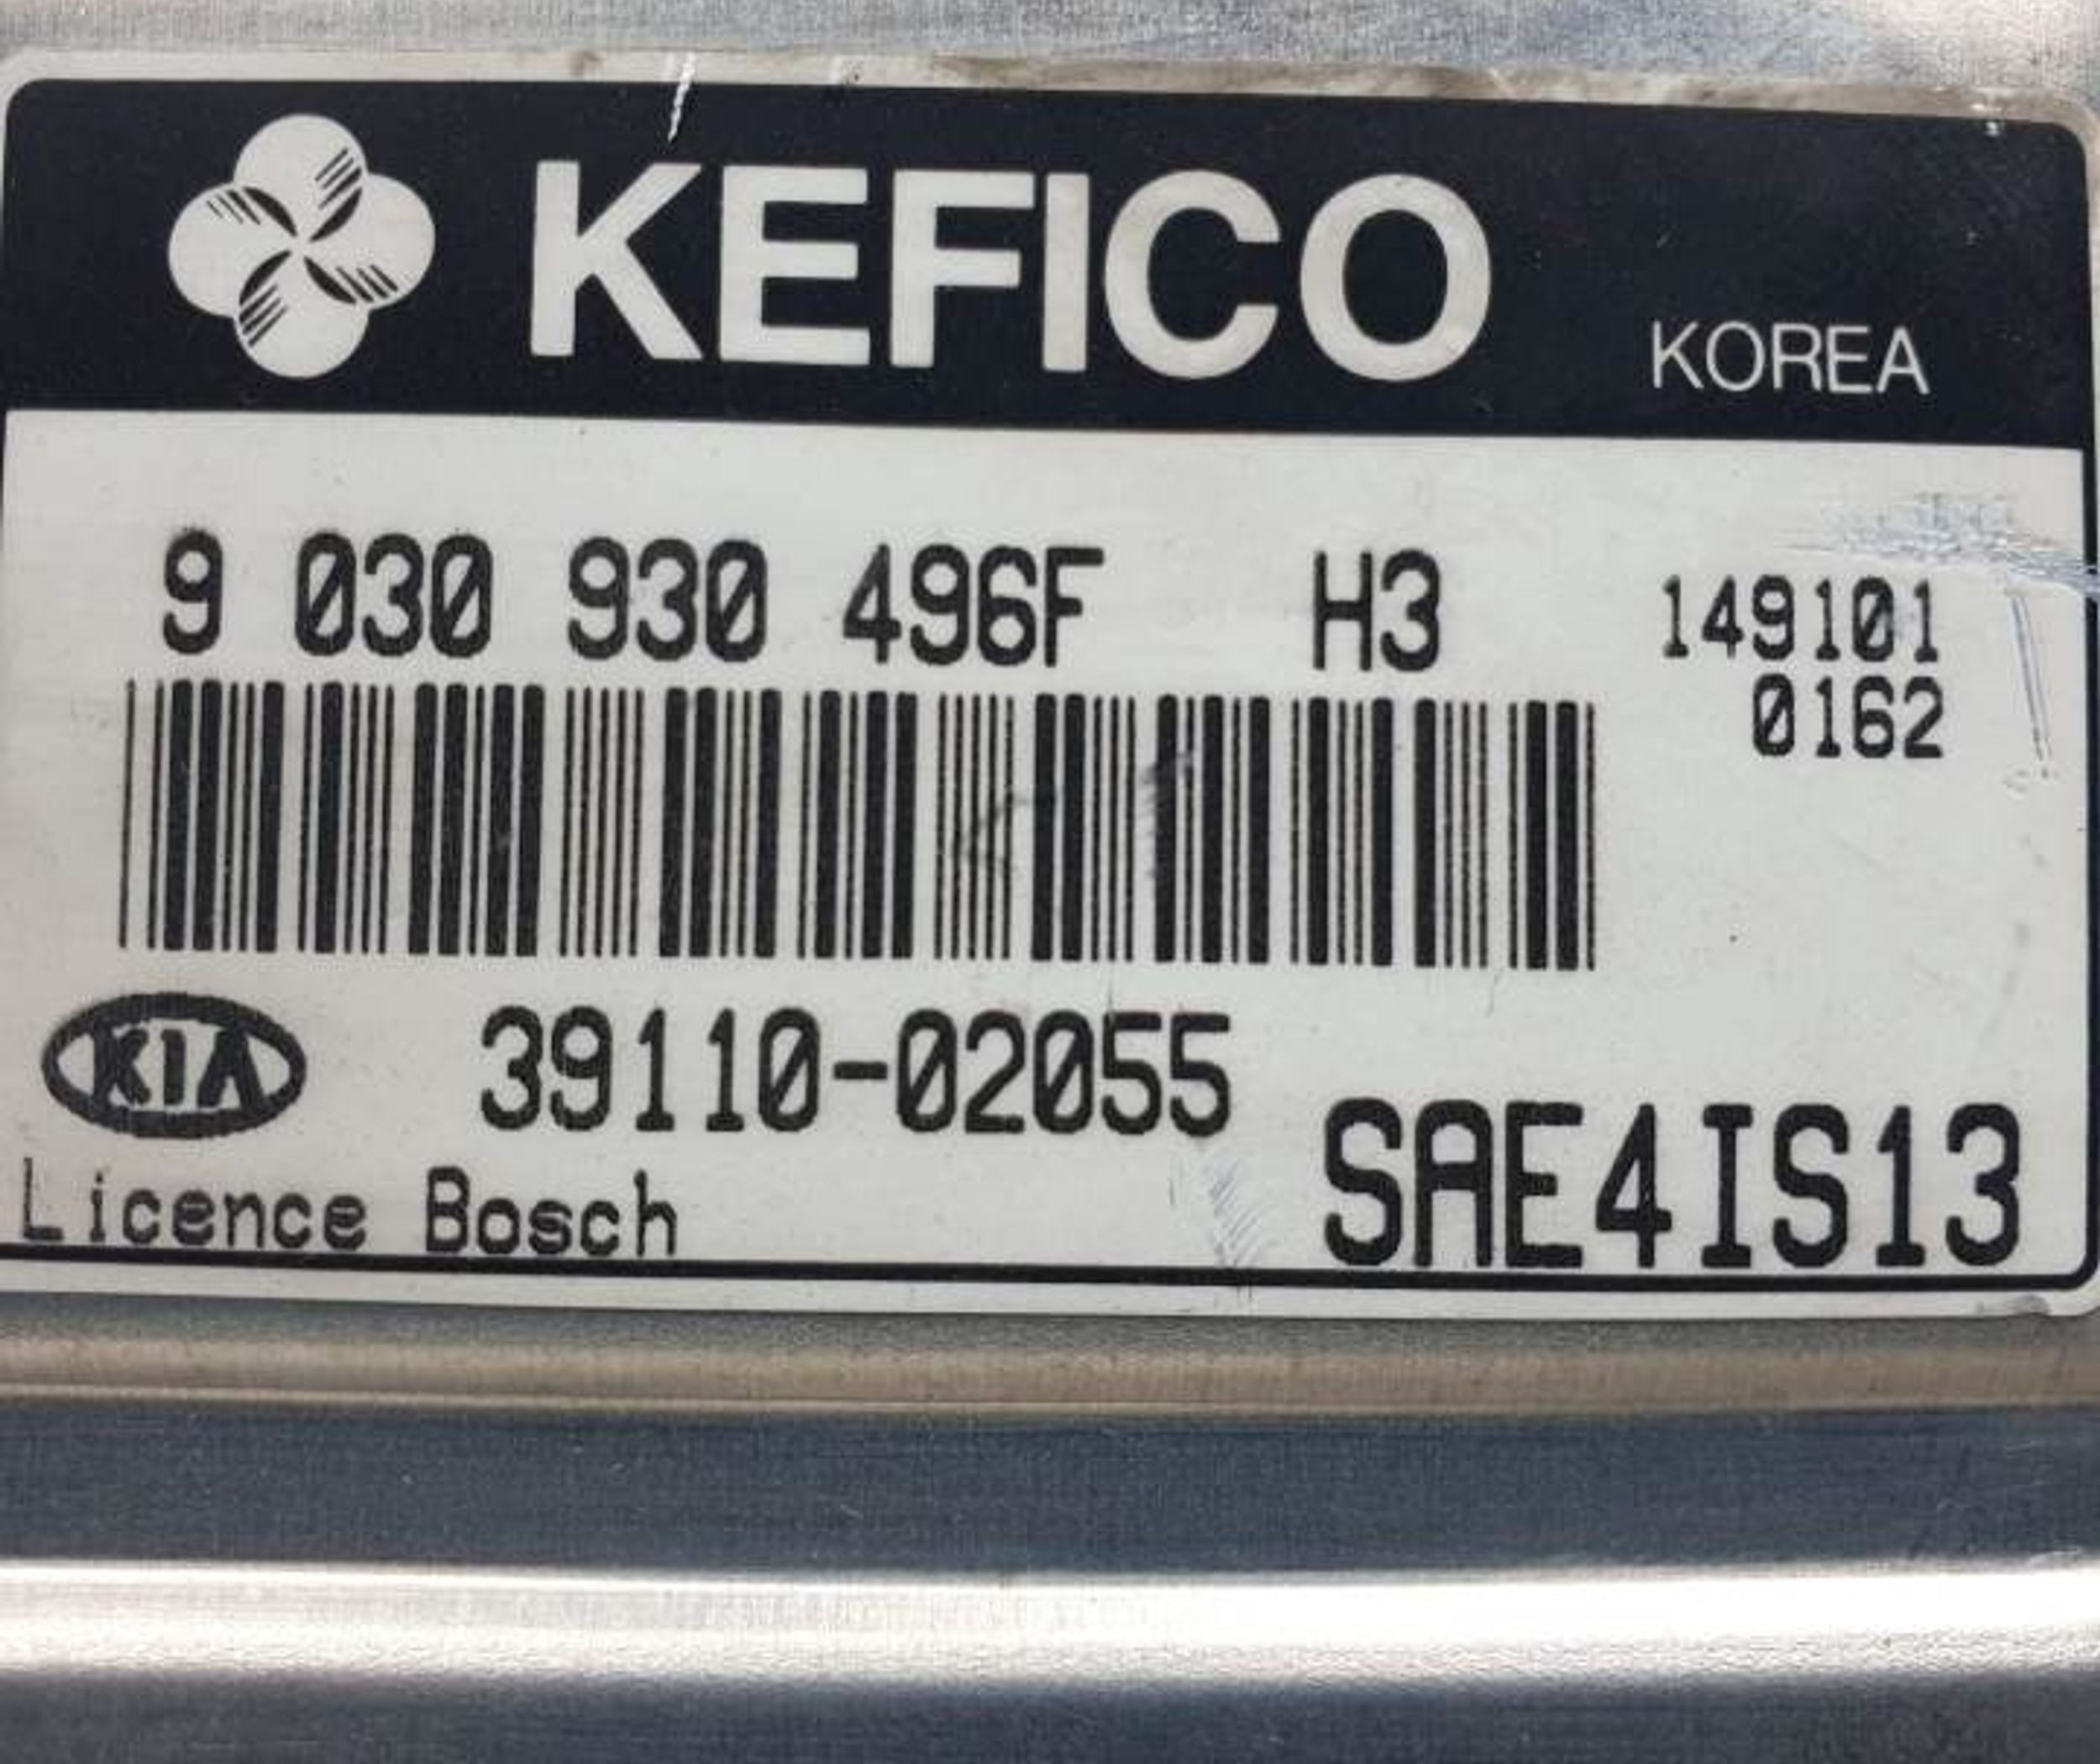 KEFICO KOREA
9 030 930 496F H3 149101
0162
KIA 39110-02055
Licence Bosch SAE4IS13